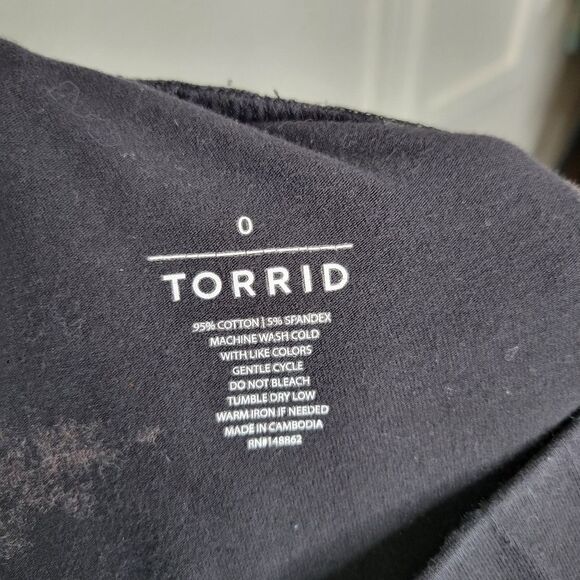 0
TORRID
95% COTTON | 5% SPANDEX
MACHINE WASH COLD
WITH LIKE COLORS
GENTLE CYCLE
DO NOT BLEACH
TUMBLE DRY LOW
WARM IRON IF NEEDED
MADE IN CAMBODIA
RN#148862